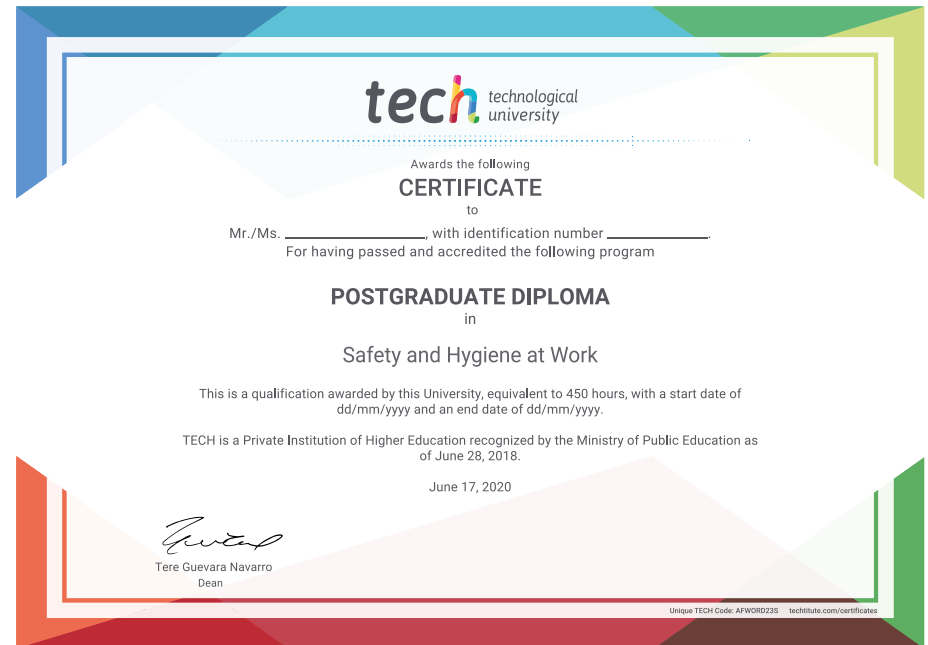 tech technological
university
Awards the following
CERTIFICATE
to
Mr./Ms. ____________________, with identification number ______________.
For having passed and accredited the following program
POSTGRADUATE DIPLOMA
in
Safety and Hygiene at Work
This is a qualification awarded by this University, equivalent to 450 hours, with a start date of
dd/mm/yyyy and an end date of dd/mm/yyyy.
TECH is a Private Institution of Higher Education recognized by the Ministry of Public Education as
of June 28, 2018.
June 17, 2020
Tere Guevara Navarro
Dean
Unique TECH Code: AFWORD23S techtitute.com/certificates